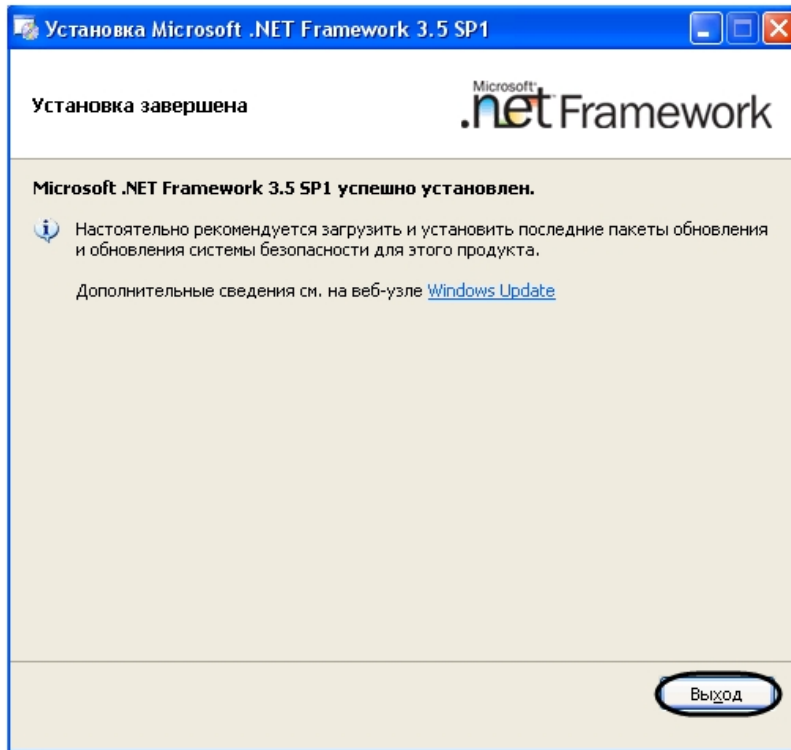 Установка Microsoft .NET Framework 3.5 SP1
Установка завершена
Microsoft
.net Framework
Microsoft .NET Framework 3.5 SP1 успешно установлен.
Настоятельно рекомендуется загрузить и установить последние пакеты обновления
и обновления системы безопасности для этого продукта.
Дополнительные сведения см. на веб-узле Windows Update
Выход